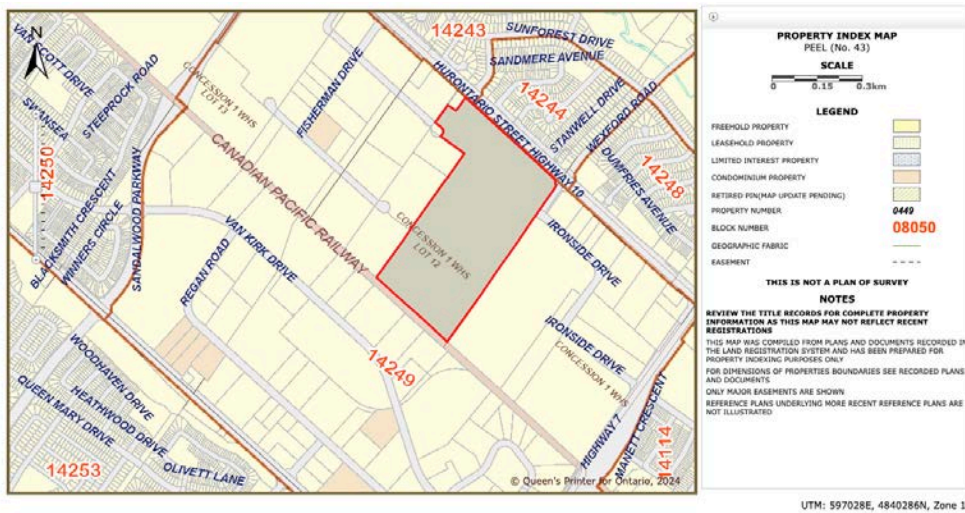 N
14243
SUNFOREST DRIVE
SANDMERE AVENUE
VAN SCOTT DRIVE
STEEPROCK ROAD
SWANSEA
CONCESSION 1 WHS
LOT 13
FISHERMAN DRIVE
HURONTARIO STREET HIGHWAY 10
14244
STANWELL DRIVE
WEXFORD ROAD
DUMFRIES AVENUE
14248
14250
BLACKSMITH CRESCENT
WINNERS CIRCLE
SANDALWOOD PARKWAY
CANADIAN PACIFIC RAILWAY
CONCESSION 1 WHS
LOT 12
IRONSIDE DRIVE
REGAN ROAD
VAN KIRK DRIVE
IRONSIDE DRIVE
CONCESSION 1 WHS
WOODHAVEN DRIVE
HEATHWOOD DRIVE
QUEEN MARY DRIVE
14249
HIGHWAY 7
MANETT CRESCENT
14114
14253
OLIVETT LANE
© Queen's Printer for Ontario, 2024
PROPERTY INDEX MAP
PEEL (No. 43)
SCALE
0 0.15 0.3km
LEGEND
FREEHOLD PROPERTY
LEASEHOLD PROPERTY
LIMITED INTEREST PROPERTY
CONDOMINIUM PROPERTY
RETIRED PIN(MAP UPDATE PENDING)
PROPERTY NUMBER 0449
BLOCK NUMBER 08050
GEOGRAPHIC FABRIC
EASEMENT
THIS IS NOT A PLAN OF SURVEY
NOTES
REVIEW THE TITLE RECORDS FOR COMPLETE PROPERTY
INFORMATION AS THIS MAP MAY NOT REFLECT RECENT
REGISTRATIONS
THIS MAP WAS COMPILED FROM PLANS AND DOCUMENTS RECORDED IN
THE LAND REGISTRATION SYSTEM AND HAS BEEN PREPARED FOR
PROPERTY INDEXING PURPOSES ONLY
FOR DIMENSIONS OF PROPERTIES BOUNDARIES SEE RECORDED PLANS
AND DOCUMENTS
ONLY MAJOR EASEMENTS ARE SHOWN
REFERENCE PLANS UNDERLYING MORE RECENT REFERENCE PLANS ARE
NOT ILLUSTRATED
UTM: 597028E, 4840286N, Zone 1